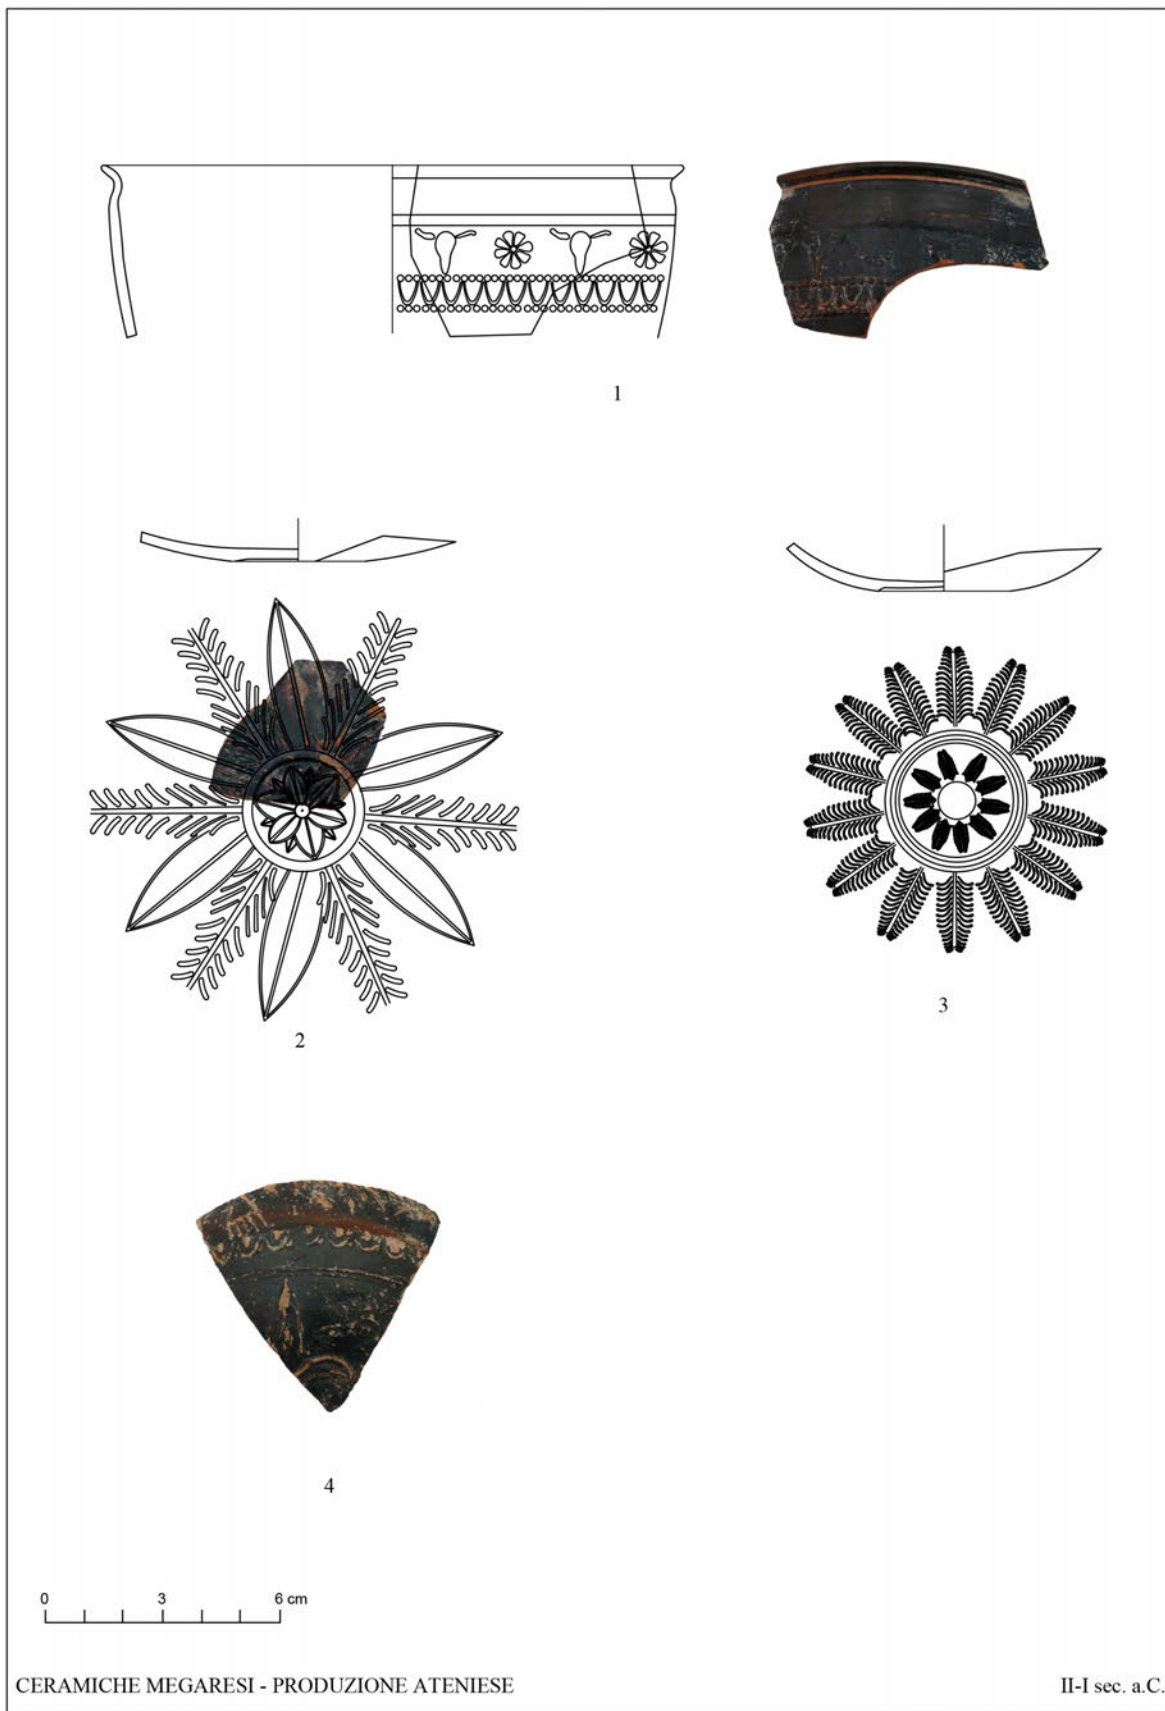 1
2
3
4
0 3 6 cm
CERAMICHE MEGARESI - PRODUZIONE ATENIESE
II-I sec. a.C.